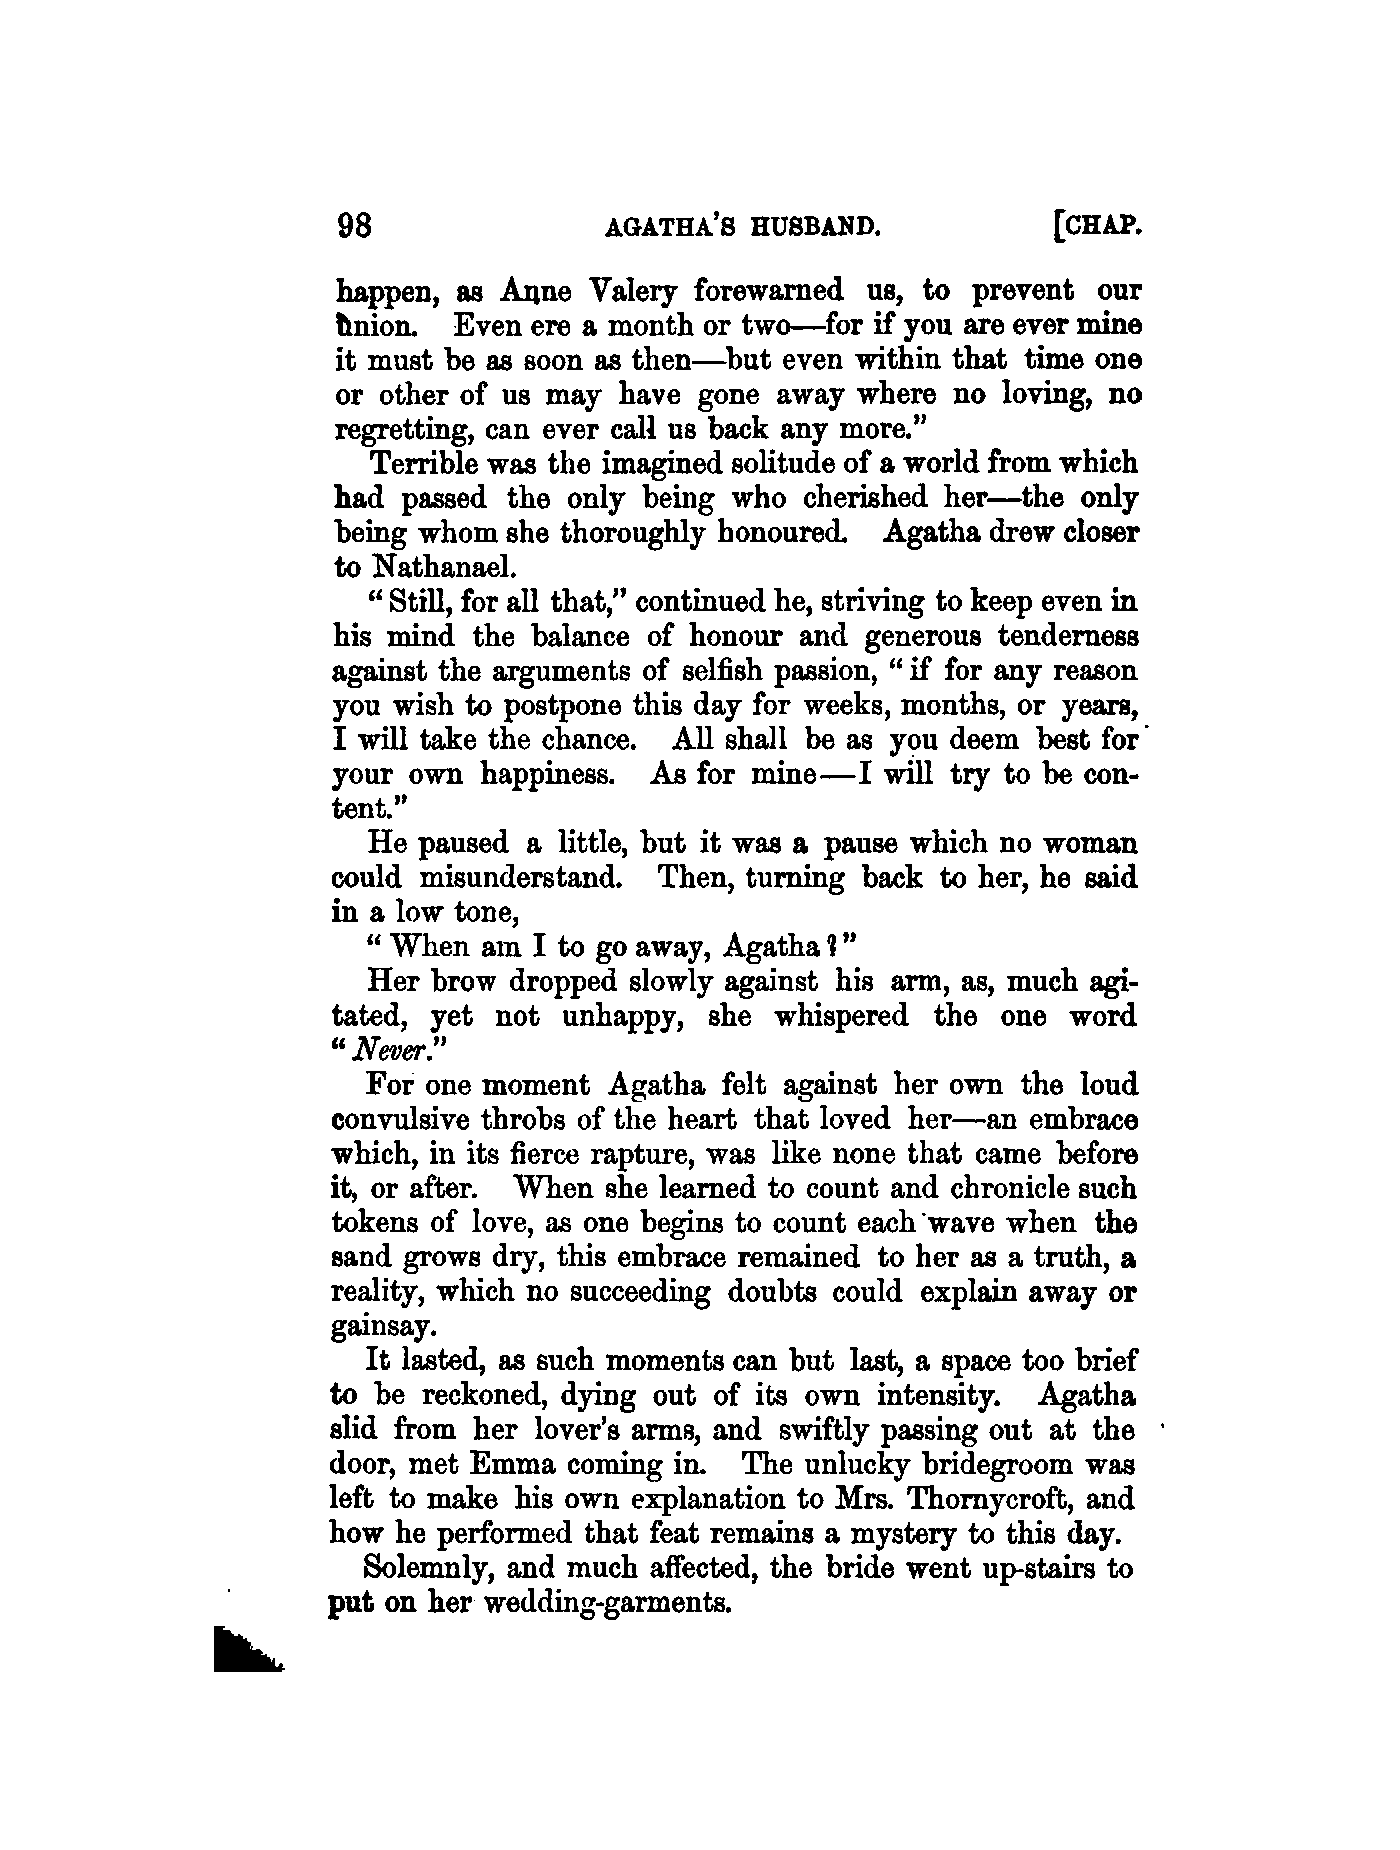 98 AGATHA'S HUSBAND. [CHAP.
happen, as Anne Valery forewarned us, to prevent our
union. Even ere a month or two—for if you are ever mine
it must be as soon as then—but even within that time one
or other of us may have gone away where no loving, no
regretting, can ever call us back any more."
Terrible was the imagined solitude of a world from which
had passed the only being who cherished her—the only
being whom she thoroughly honoured. Agatha drew closer
to Nathanael.
"Still, for all that," continued he, striving to keep even in
his mind the balance of honour and generous tenderness
against the arguments of selfish passion, "if for any reason
you wish to postpone this day for weeks, months, or years,
I will take the chance. All shall be as you deem best for
your own happiness. As for mine—I will try to be con-
tent."
He paused a little, but it was a pause which no woman
could misunderstand. Then, turning back to her, he said
in a low tone,
"When am I to go away, Agatha?"
Her brow dropped slowly against his arm, as, much agi-
tated, yet not unhappy, she whispered the one word
"Never."
For one moment Agatha felt against her own the loud
convulsive throbs of the heart that loved her—an embrace
which, in its fierce rapture, was like none that came before
it, or after. When she learned to count and chronicle such
tokens of love, as one begins to count each wave when the
sand grows dry, this embrace remained to her as a truth, a
reality, which no succeeding doubts could explain away or
gainsay.
It lasted, as such moments can but last, a space too brief
to be reckoned, dying out of its own intensity. Agatha
slid from her lover's arms, and swiftly passing out at the
door, met Emma coming in. The unlucky bridegroom was
left to make his own explanation to Mrs. Thornycroft, and
how he performed that feat remains a mystery to this day.
Solemnly, and much affected, the bride went up-stairs to
put on her wedding-garments.